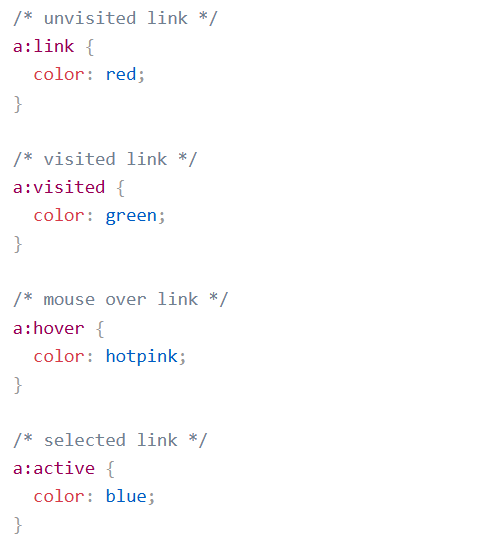 /* unvisited link */
a:link {
  color: red;
}

/* visited link */
a:visited {
  color: green;
}

/* mouse over link */
a:hover {
  color: hotpink;
}

/* selected link */
a:active {
  color: blue;
}